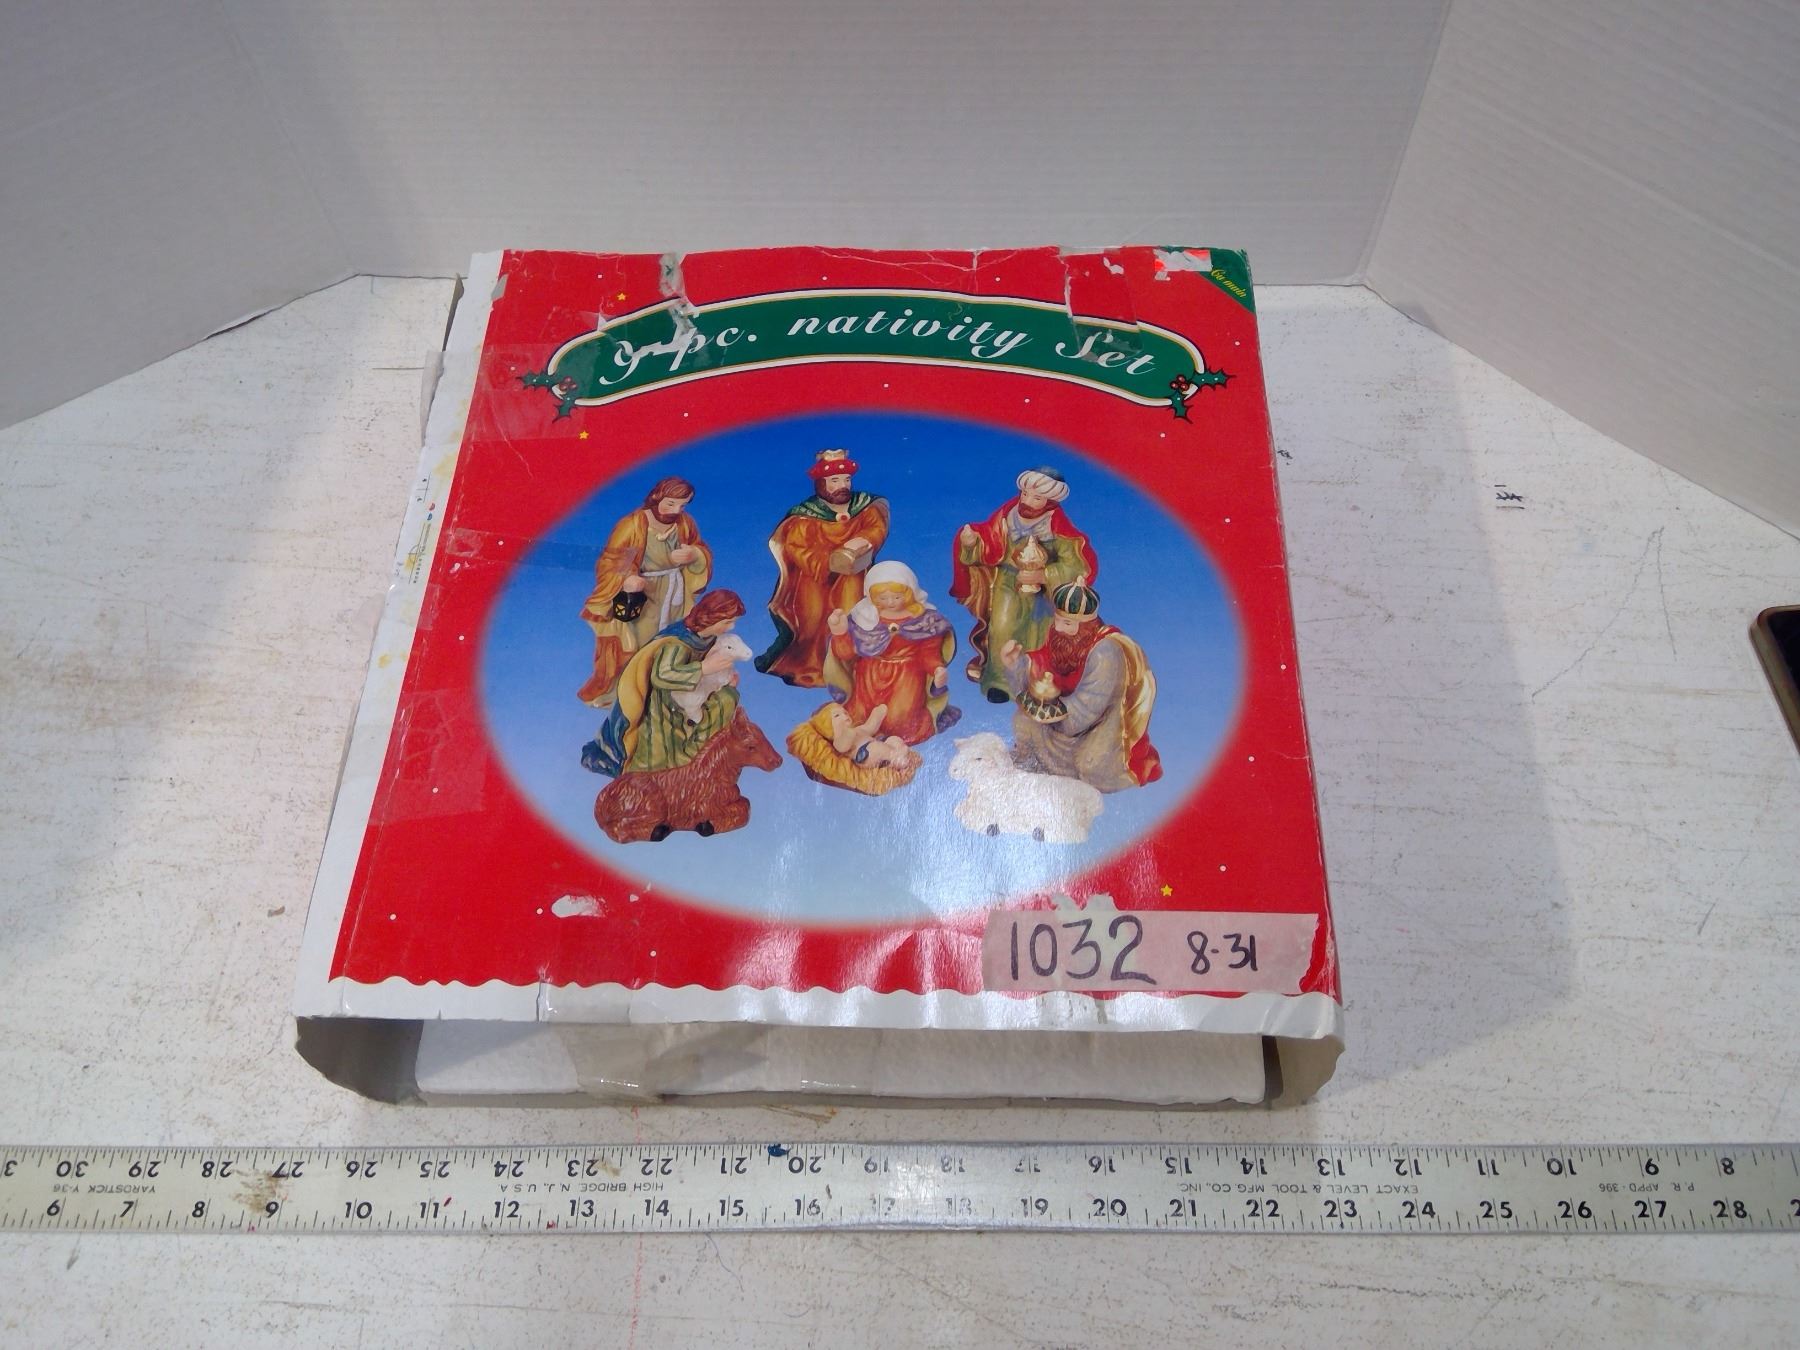 9-pc. nativity Set
1032 8-31
3 30 29 28 27 26 25 24 23 22 21 20 19 18 17 16 15 14 13 12 11 10 9 8
YARDSTICK Y-36 HIGH BRIDGE, N.J. U S A EXACT LEVEL & TOOL MFG. CO., INC. P. R. APPD - 396
6 7 8 9 10 11 12 13 14 15 16 17 18 19 20 21 22 23 24 25 26 27 28 2